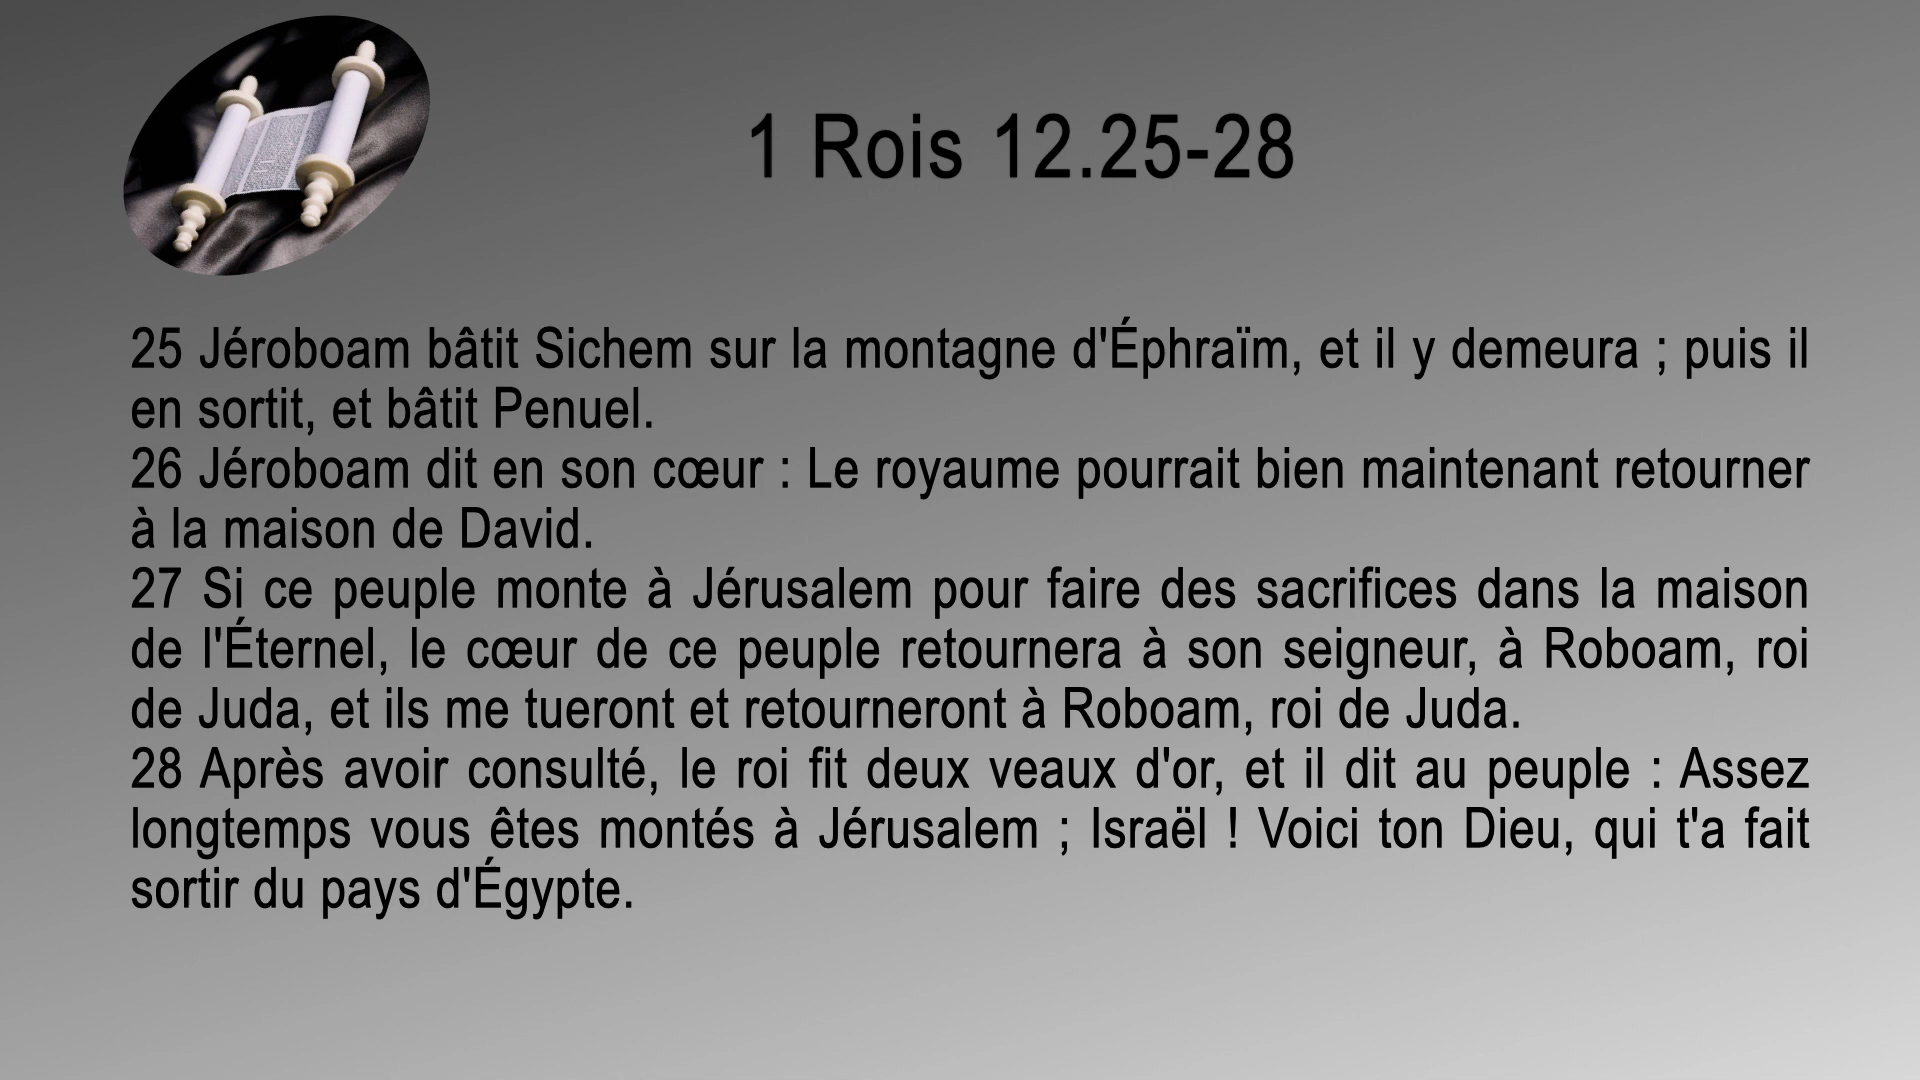 1 Rois 12.25-28
25 Jéroboam bâtit Sichem sur la montagne d'Éphraïm, et il y demeura ; puis il
en sortit, et bâtit Penuel.
26 Jéroboam dit en son cœur : Le royaume pourrait bien maintenant retourner
à la maison de David.
27 Si ce peuple monte à Jérusalem pour faire des sacrifices dans la maison
de l'Éternel, le cœur de ce peuple retournera à son seigneur, à Roboam, roi
de Juda, et ils me tueront et retourneront à Roboam, roi de Juda.
28 Après avoir consulté, le roi fit deux veaux d'or, et il dit au peuple : Assez
longtemps vous êtes montés à Jérusalem ; Israël ! Voici ton Dieu, qui t'a fait
sortir du pays d'Égypte.